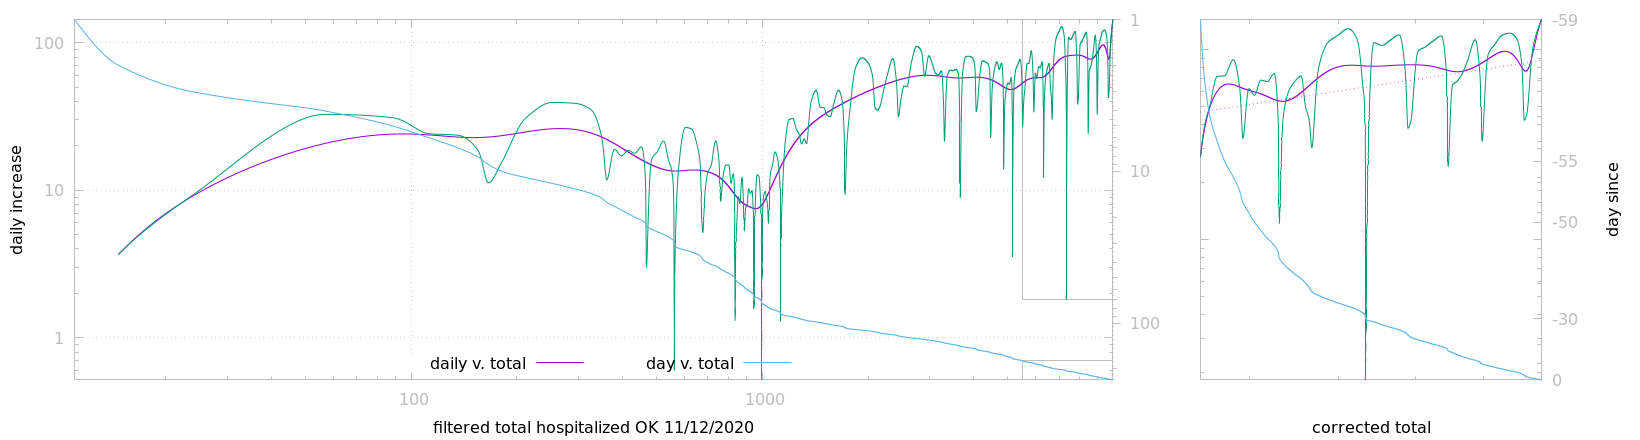 100
10
1
daily increase
daily v. total
day v. total
100
1000
filtered total hospitalized OK 11/12/2020
1
10
100
-59
-55
-50
-30
0
day since
corrected total